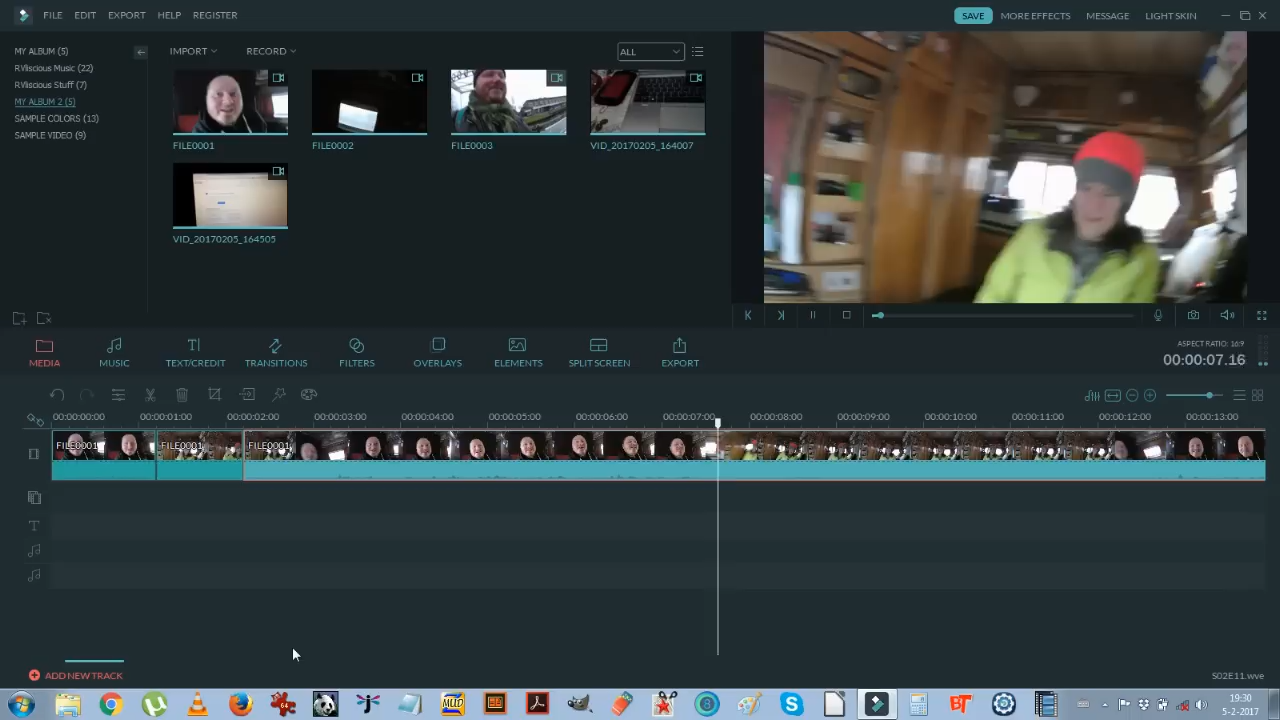 FILE EDIT EXPORT HELP REGISTER SAVE MORE EFFECTS MESSAGE LIGHT SKIN
MY ALBUM (5)
RVliscious Music (22)
RVliscious Stuff (7)
MY ALBUM 2 (5)
SAMPLE COLORS (13)
SAMPLE VIDEO (9)
IMPORT RECORD ALL
FILE0001 FILE0002 FILE0003 VID_20170205_164007
VID_20170205_164505
MEDIA MUSIC TEXT/CREDIT TRANSITIONS FILTERS OVERLAYS ELEMENTS SPLIT SCREEN EXPORT
ASPECT RATIO: 16:9
00:00:07.16
00:00:00:00 00:00:01:00 00:00:02:00 00:00:03:00 00:00:04:00 00:00:05:00 00:00:06:00 00:00:07:00 00:00:08:00 00:00:09:00 00:00:10:00 00:00:11:00 00:00:12:00 00:00:13:00
FILE0001 FILE0001 FILE0001
ADD NEW TRACK
S02E11.wve
64 MCCD 8 BT
19:30
5-2-2017